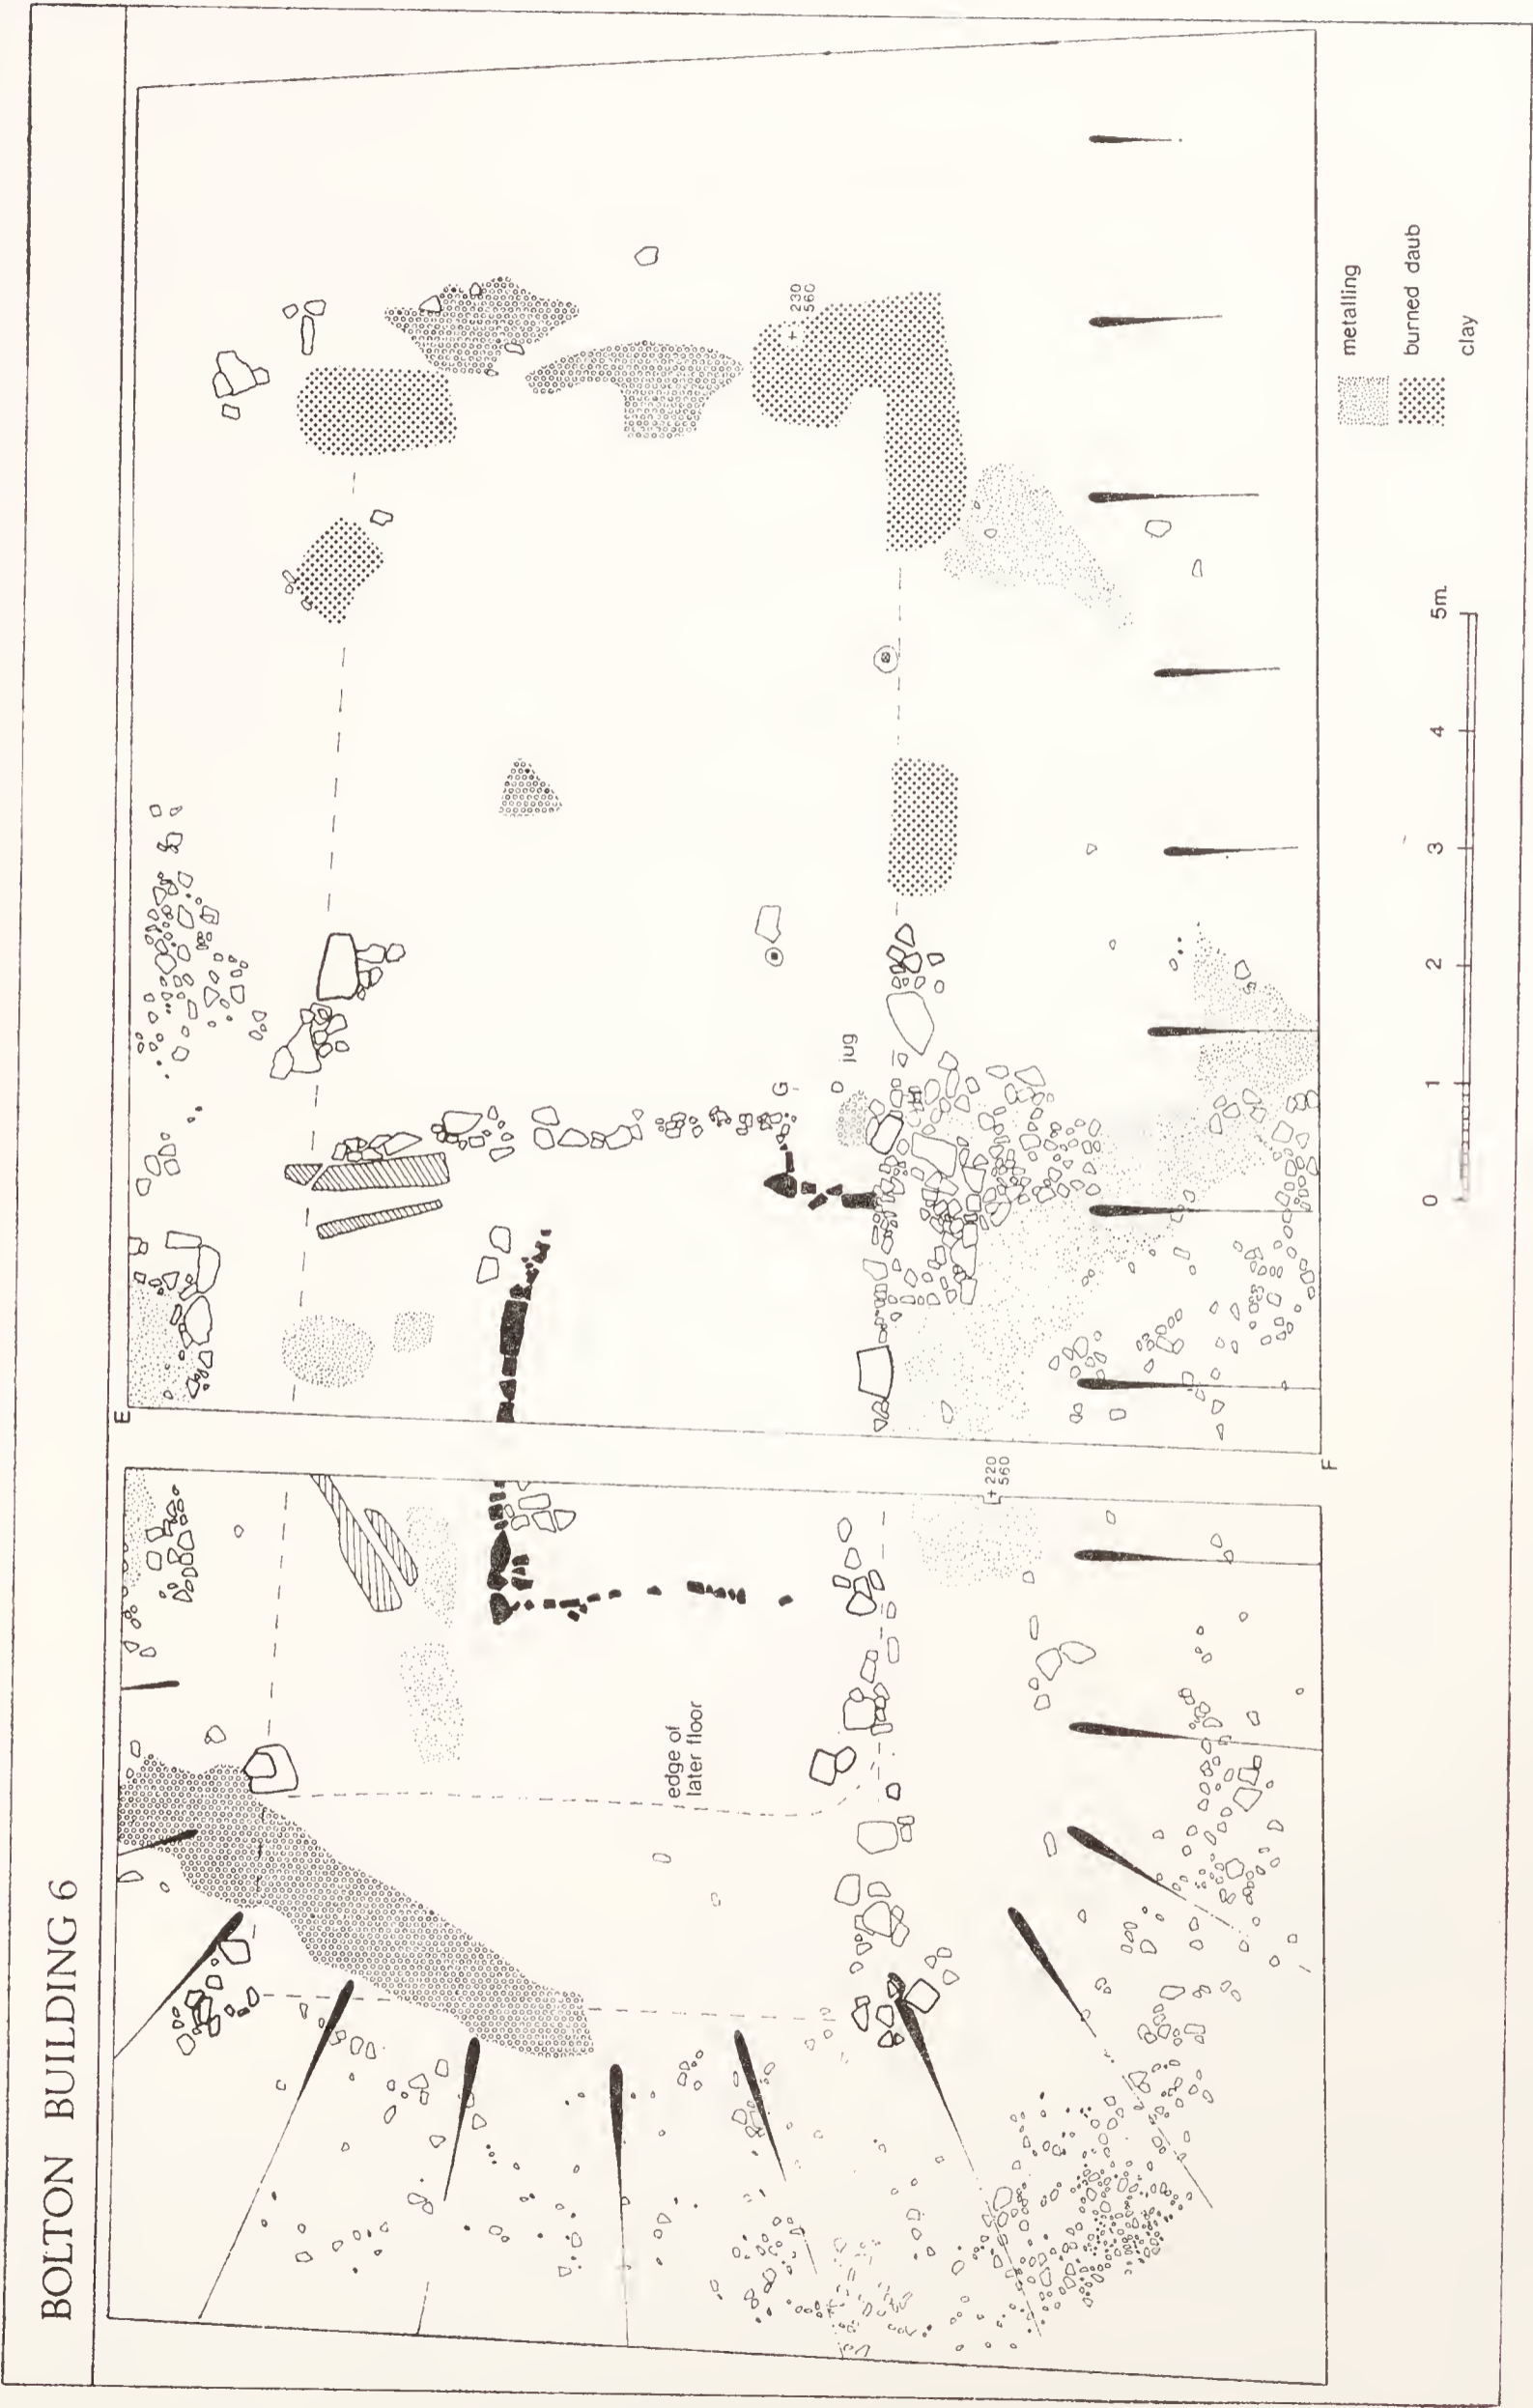 BOLTON BUILDING 6
E
edge of
later floor
+ 220
560
F
G
jug
+ 230
560
0 1 2 3 4 5m.
metalling
burned daub
clay